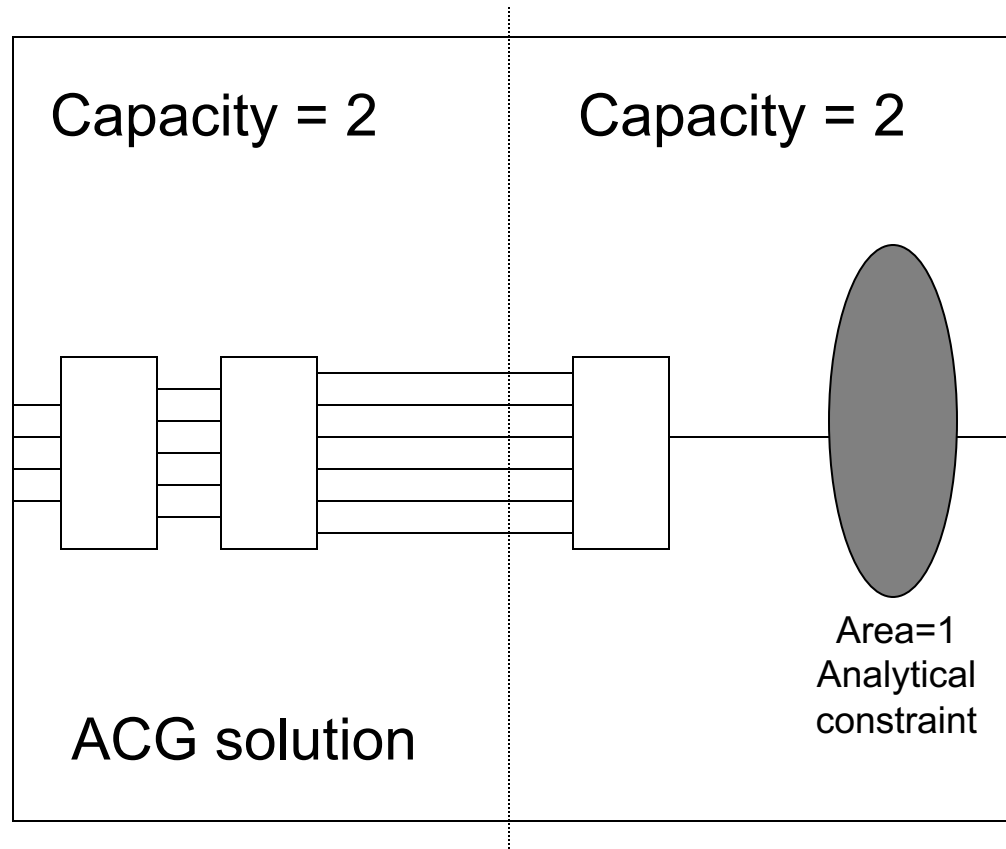 Capacity = 2
Capacity = 2
Area=1
Analytical
constraint
ACG solution